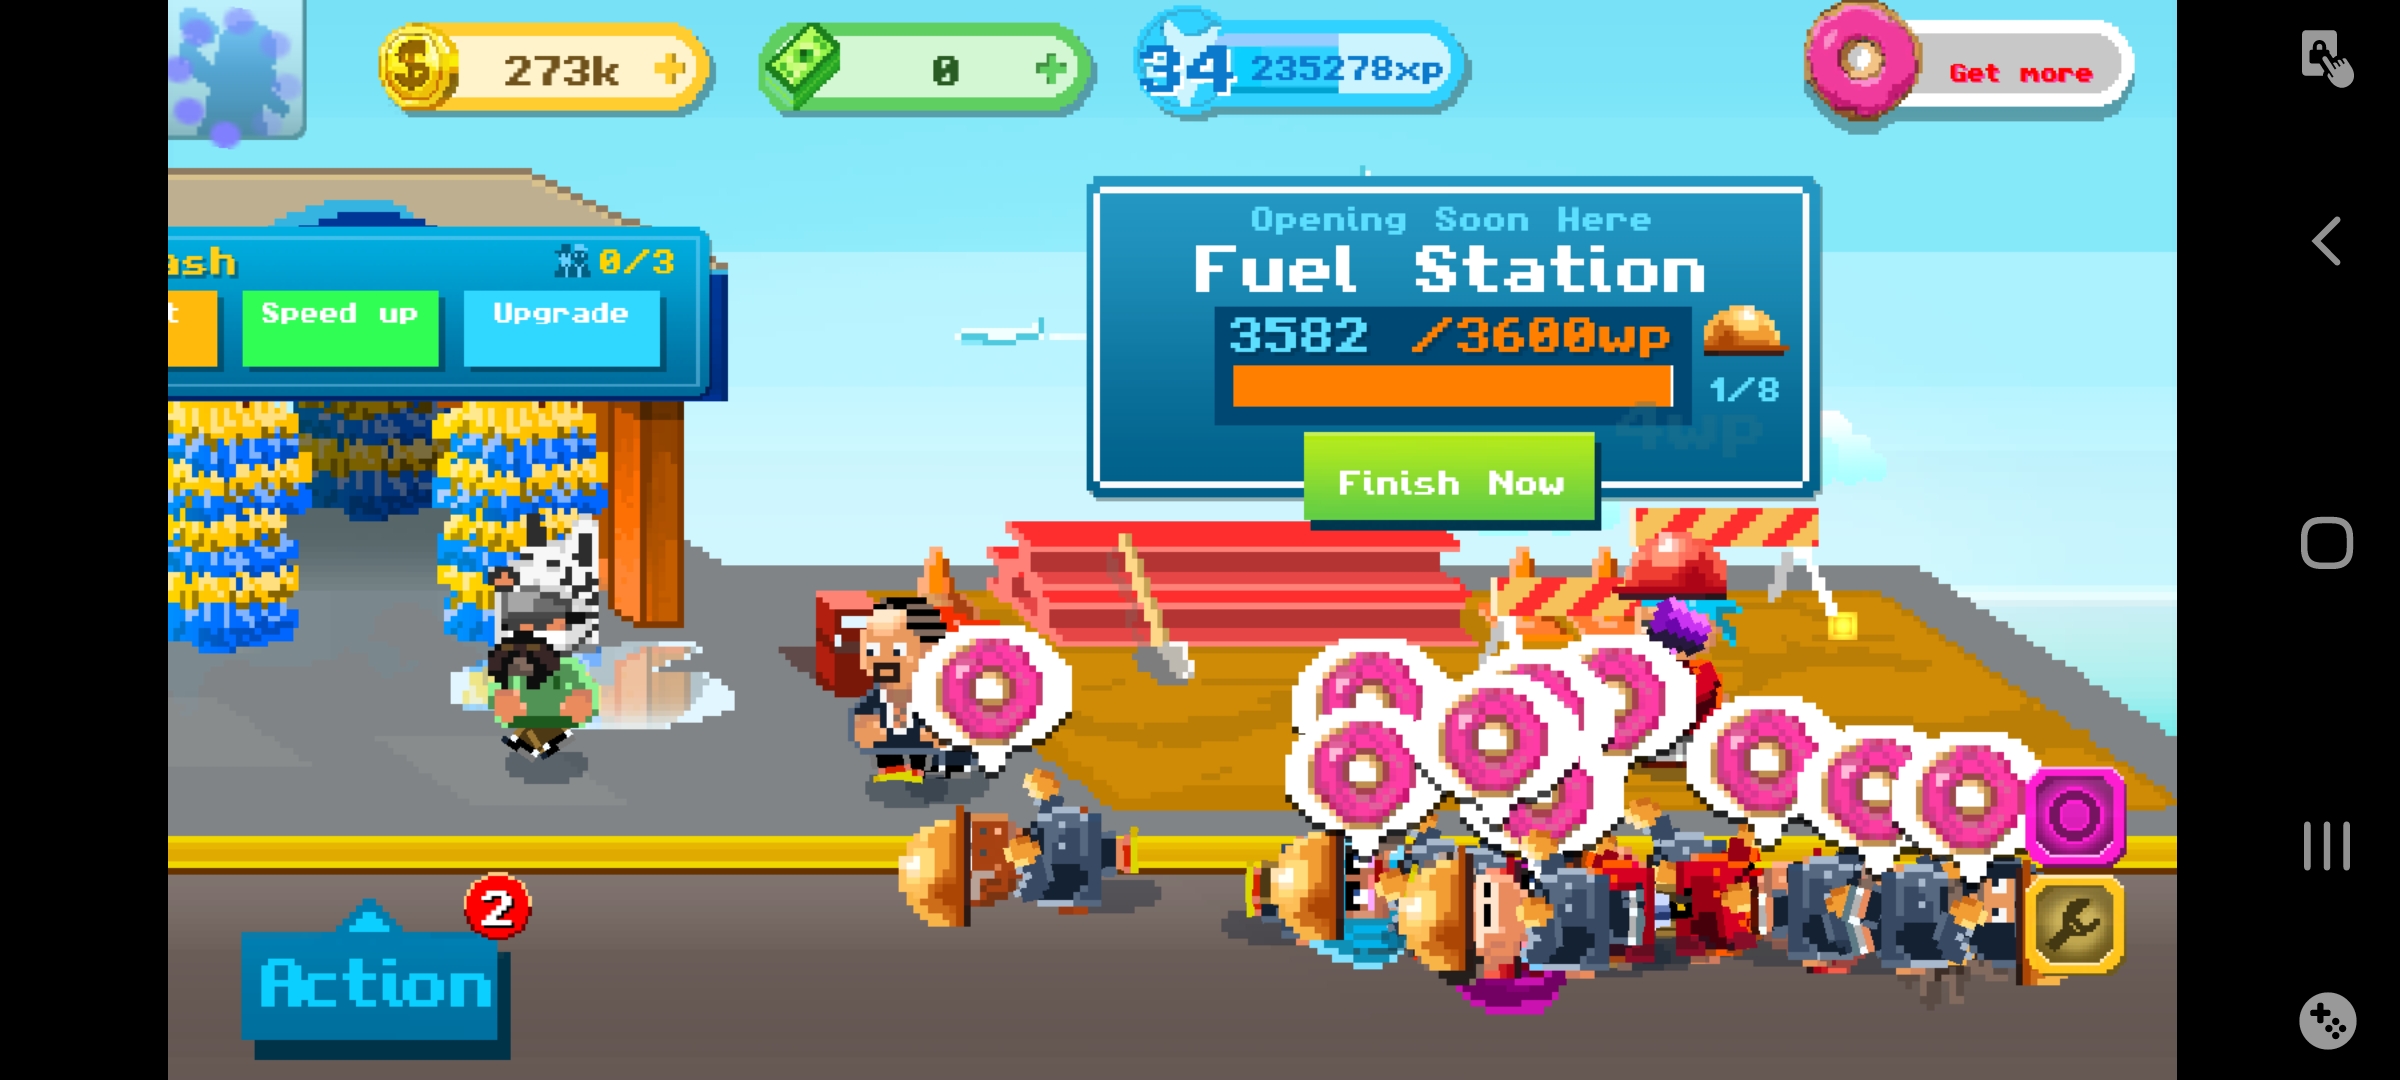 273k
0
34 235278xp
Get more
Opening Soon Here
Fuel Station
3582 /3600wp
1/8
4wp
Finish Now
ash 0/3
t Speed up Upgrade
2
Action